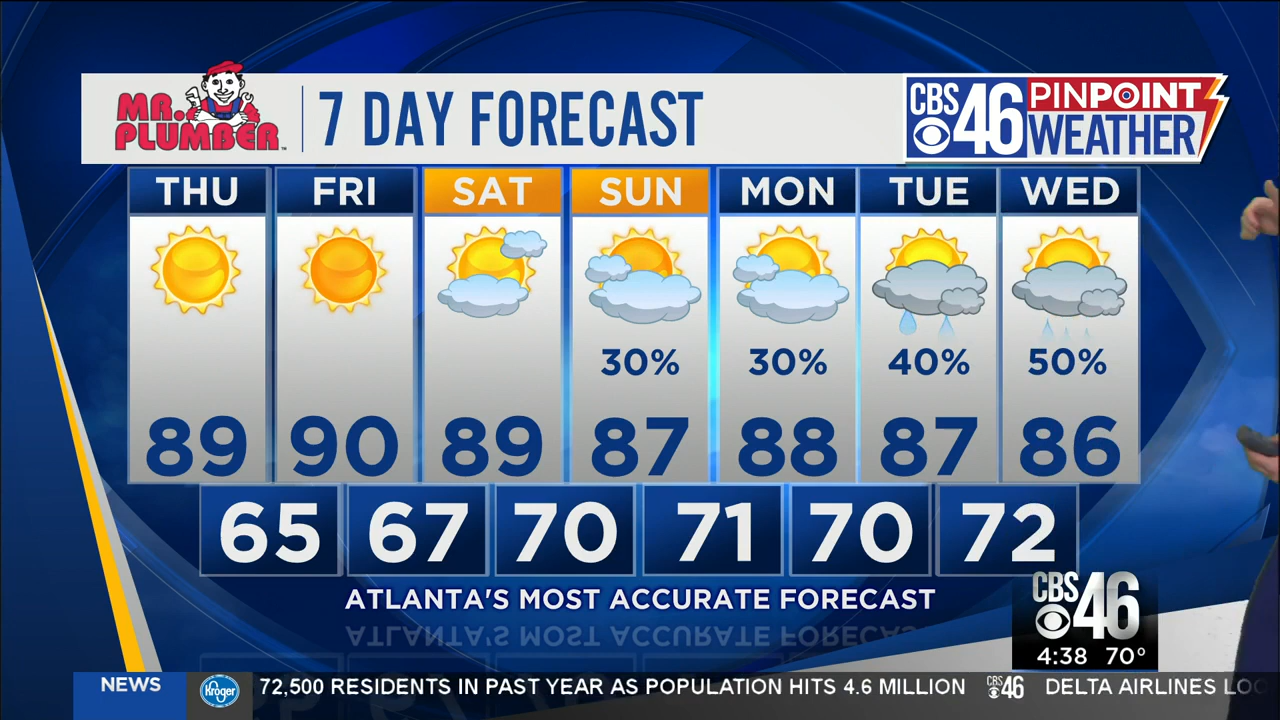 MR. PLUMBER™
7 DAY FORECAST
CBS 46 PINPOINT WEATHER
THU FRI SAT SUN MON TUE WED
30% 30% 40% 50%
89 90 89 87 88 87 86
65 67 70 71 70 72
ATLANTA'S MOST ACCURATE FORECAST
CBS 46
4:38 70°
NEWS Kroger 72,500 RESIDENTS IN PAST YEAR AS POPULATION HITS 4.6 MILLION CBS 46 DELTA AIRLINES